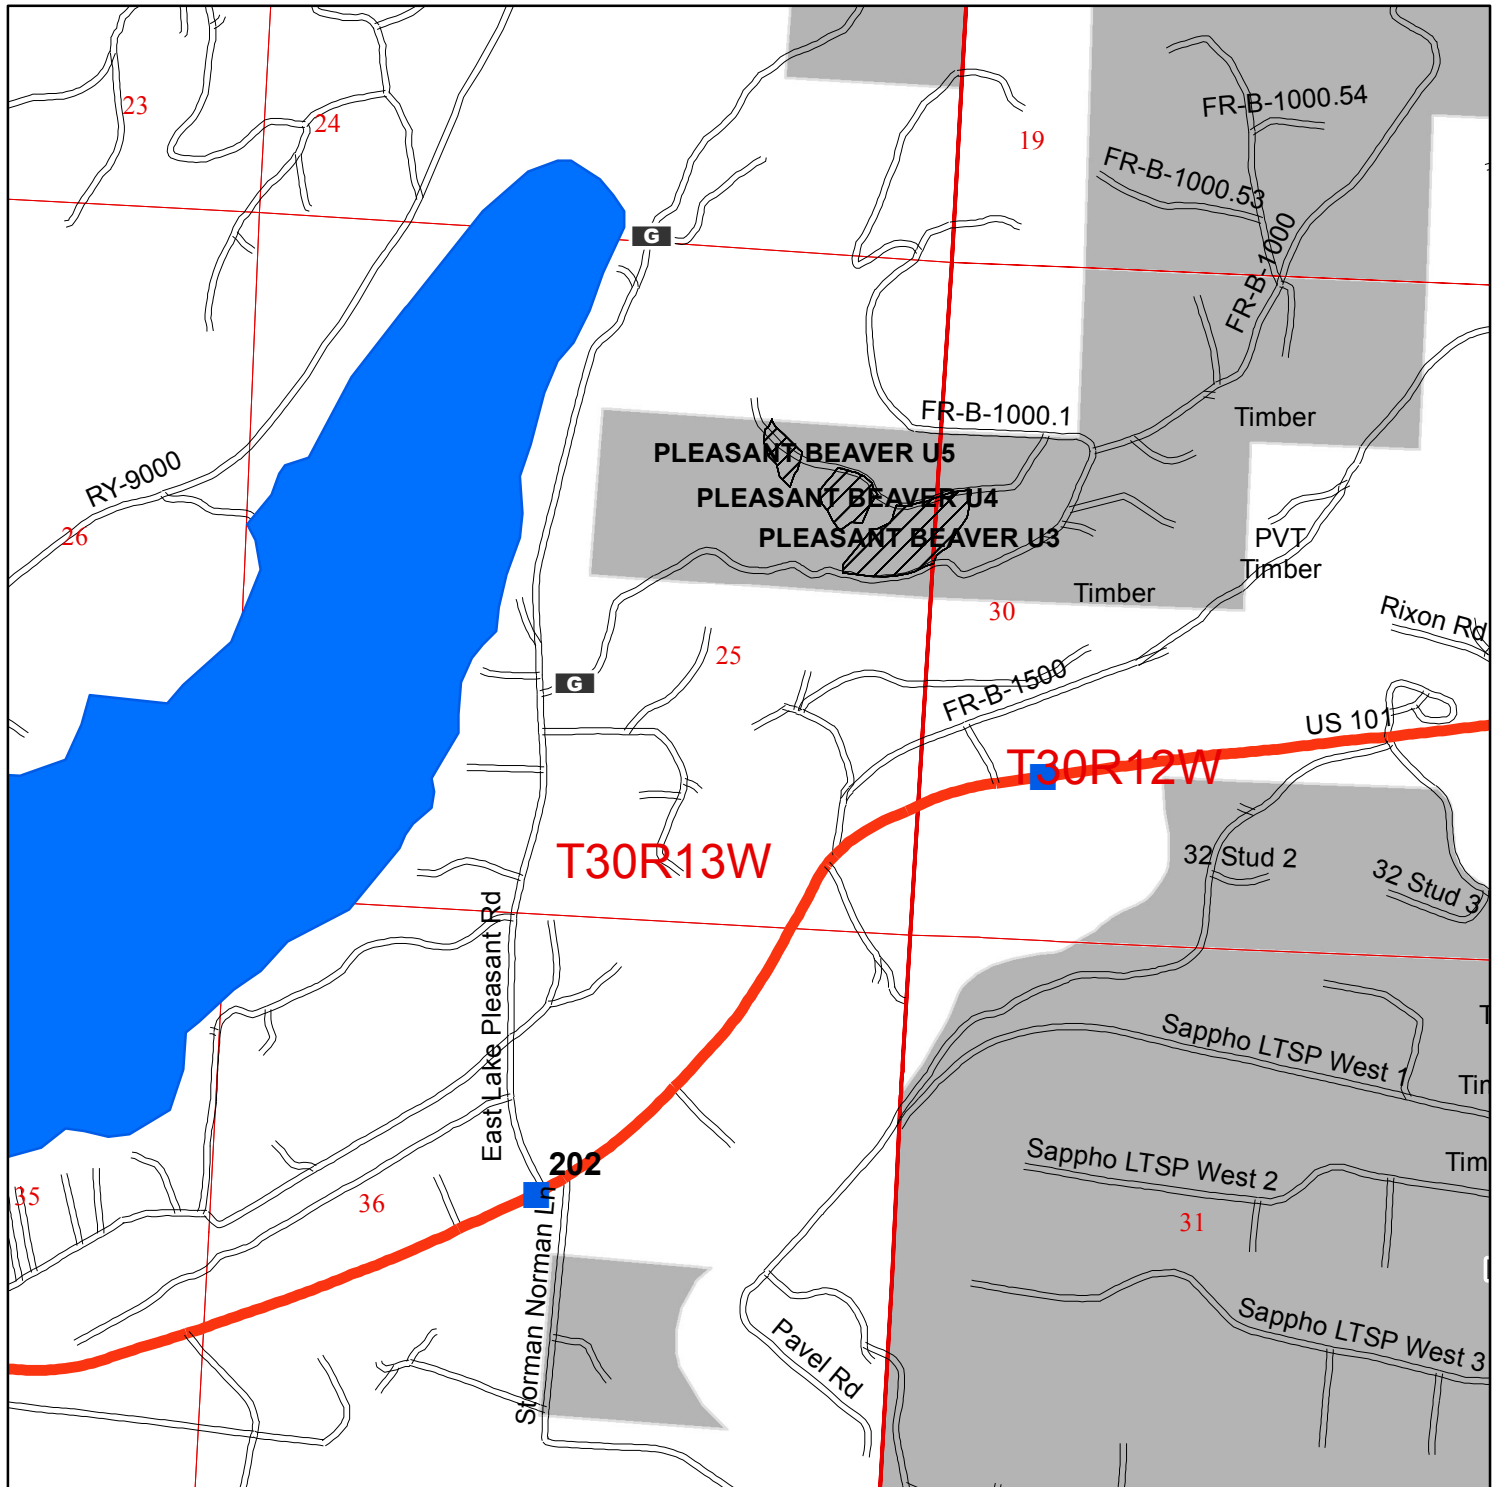 23
24
19
FR-B-1000.54
FR-B-1000.53
G
FR-B-1000
FR-B-1000.1
Timber
PLEASANT BEAVER U5
RY-9000
PLEASANT BEAVER U4
26
PLEASANT BEAVER U3
PVT
Timber
Timber
30
Rixon Rd
25
G
FR-B-1500
US 101
T30R12W
T30R13W
32 Stud 2
32 Stud 3
East Lake Pleasant Rd
Sappho LTSP West 1
202
Sappho LTSP West 2
35
36
31
Storman Norman Ln
Sappho LTSP West 3
Pavel Rd